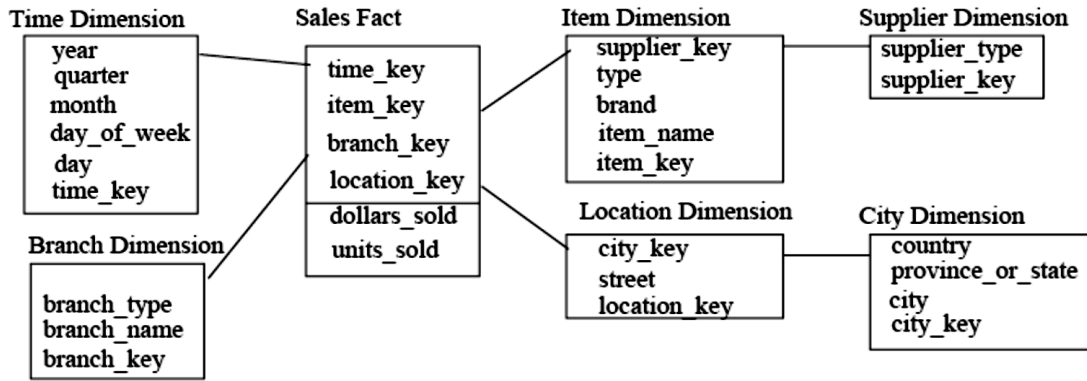 Time Dimension
year
quarter
month
day_of_week
day
time_key
Branch Dimension
branch_type
branch_name
branch_key
Sales Fact
time_key
item_key
branch_key
location_key
dollars_sold
units_sold
Item Dimension
supplier_key
type
brand
item_name
item_key
Location Dimension
city_key
street
location_key
Supplier Dimension
supplier_type
supplier_key
City Dimension
country
province_or_state
city
city_key